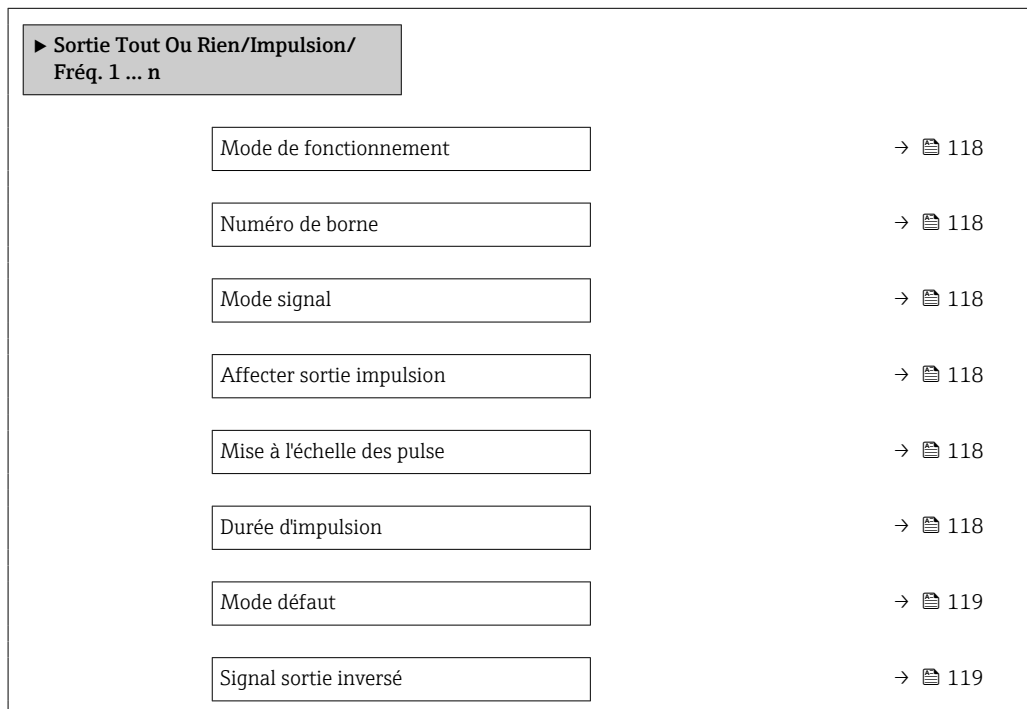 ▶ Sortie Tout Ou Rien/Impulsion/
Fréq. 1 ... n
Mode de fonctionnement → 118
Numéro de borne → 118
Mode signal → 118
Affecter sortie impulsion → 118
Mise à l'échelle des pulse → 118
Durée d'impulsion → 118
Mode défaut → 119
Signal sortie inversé → 119